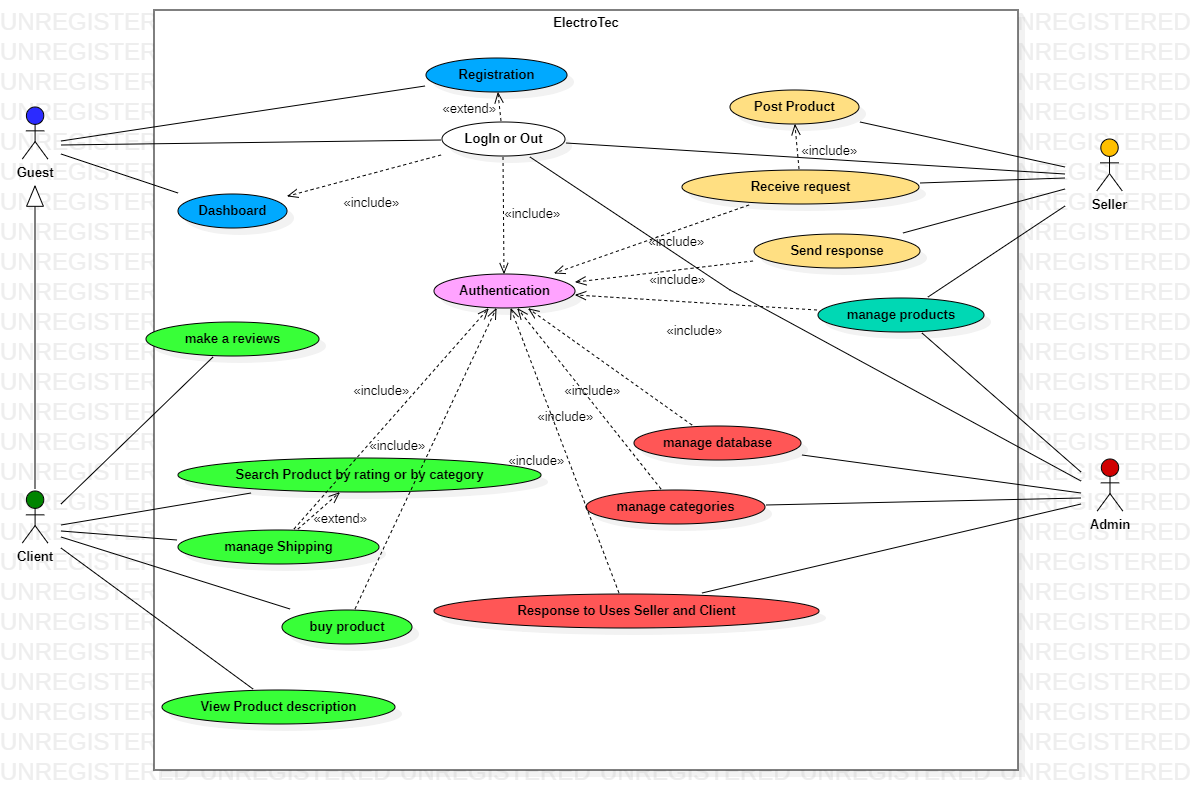 ElectroTec
Registration
«extend»
LogIn or Out
Guest
Dashboard
«include»
«include»
Post Product
«include»
Receive request
Seller
«include»
Send response
«include»
Authentication
manage products
«include»
make a reviews
«include»
«include»
«include»
manage database
«include»
Search Product by rating or by category
«include»
Client
«extend»
manage categories
Admin
manage Shipping
Response to Uses Seller and Client
buy product
View Product description
UNREGISTERED UNREGISTERED UNREGISTERED UNREGISTERED UNREGISTERED UNREGISTERED